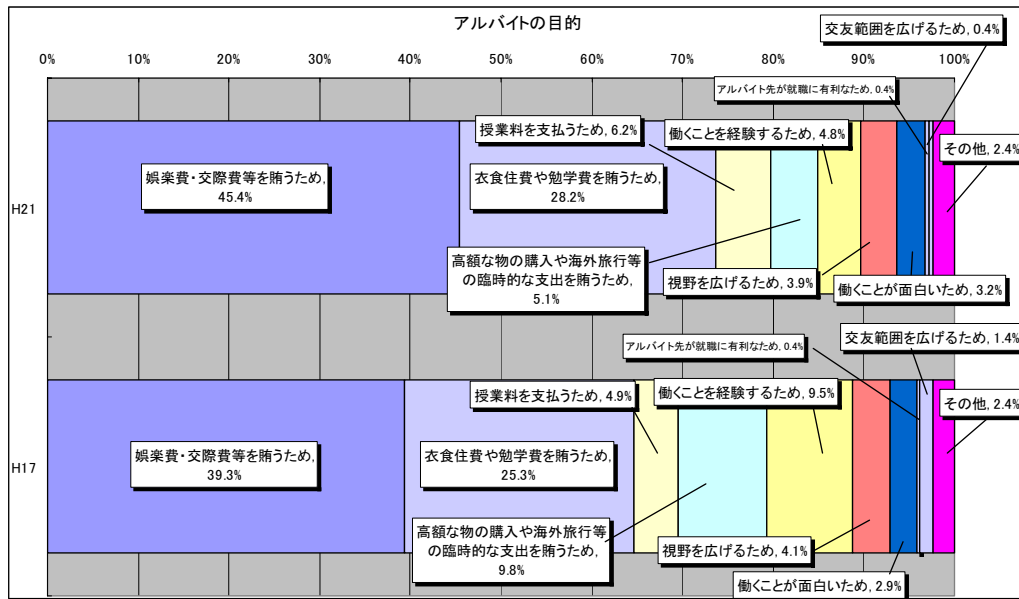 アルバイトの目的
交友範囲を広げるため, 0.4%
0%
10%
20%
30%
40%
50%
60%
70%
80%
90%
100%
アルバイト先が就職に有利なため, 0.4%
授業料を支払うため, 6.2%
働くことを経験するため, 4.8%
その他, 2.4%
H21
娯楽費・交際費等を賄うため,
45.4%
衣食住費や勉学費を賄うため,
28.2%
高額な物の購入や海外旅行等
の臨時的な支出を賄うため,
5.1%
視野を広げるため, 3.9%
働くことが面白いため, 3.2%
アルバイト先が就職に有利なため, 0.4%
交友範囲を広げるため, 1.4%
授業料を支払うため, 4.9%
働くことを経験するため, 9.5%
その他, 2.4%
H17
娯楽費・交際費等を賄うため,
39.3%
衣食住費や勉学費を賄うため,
25.3%
高額な物の購入や海外旅行等
の臨時的な支出を賄うため,
9.8%
視野を広げるため, 4.1%
働くことが面白いため, 2.9%